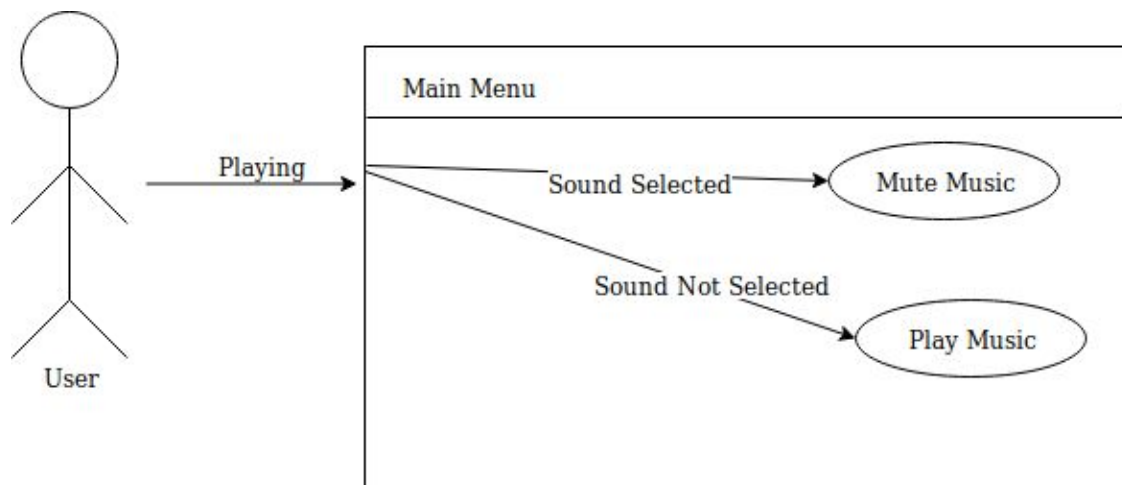 Main Menu
Playing
Sound Selected
Mute Music
Sound Not Selected
Play Music
User